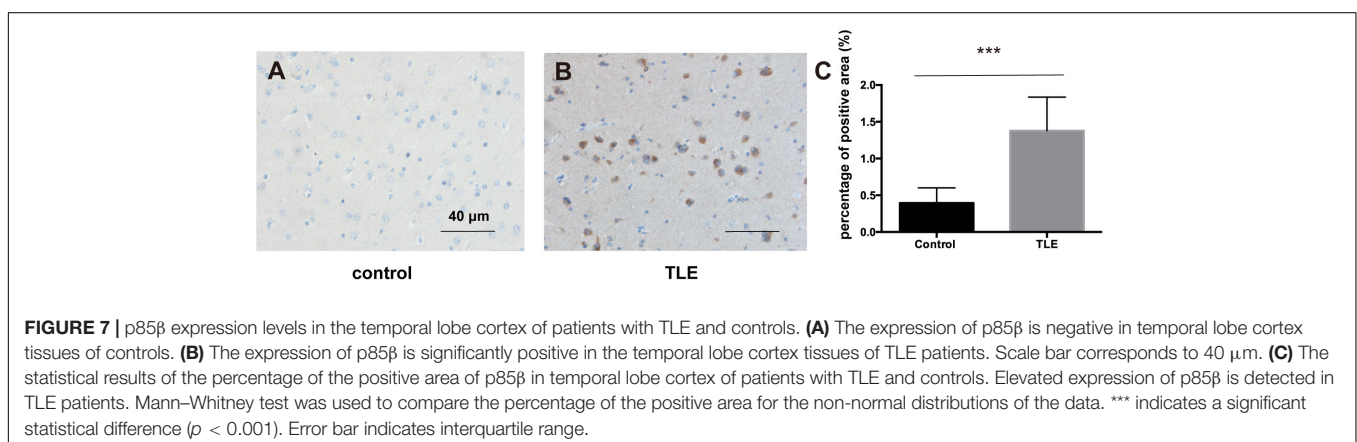 A
B
C
40 µm
control
TLE
percentage of positive area (%)
***
2.0
1.5
1.0
0.5
0.0
Control
TLE
FIGURE 7 | p85β expression levels in the temporal lobe cortex of patients with TLE and controls. (A) The expression of p85β is negative in temporal lobe cortex
tissues of controls. (B) The expression of p85β is significantly positive in the temporal lobe cortex tissues of TLE patients. Scale bar corresponds to 40 µm. (C) The
statistical results of the percentage of the positive area of p85β in temporal lobe cortex of patients with TLE and controls. Elevated expression of p85β is detected in
TLE patients. Mann–Whitney test was used to compare the percentage of the positive area for the non-normal distributions of the data. *** indicates a significant
statistical difference (p < 0.001). Error bar indicates interquartile range.